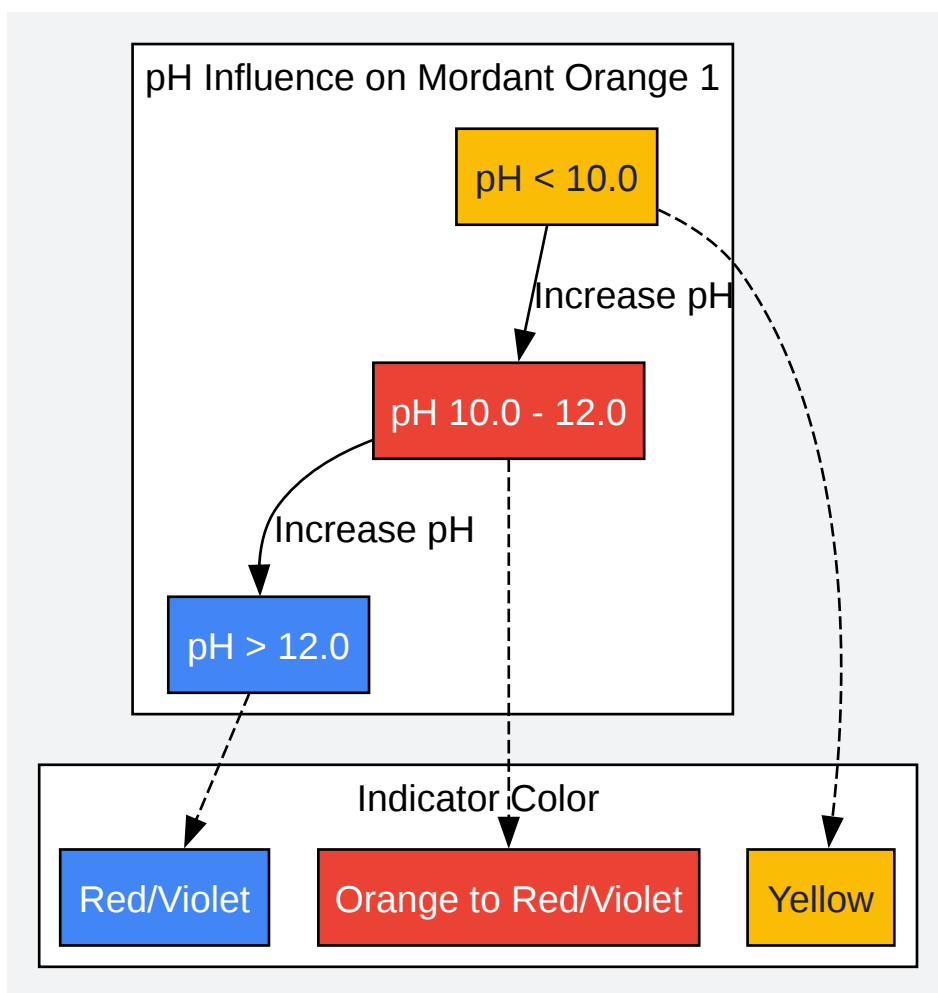 pH Influence on Mordant Orange 1
pH < 10.0
Increase pH
pH 10.0 - 12.0
Increase pH
pH > 12.0
Indicator Color
Red/Violet
Orange to Red/Violet
Yellow